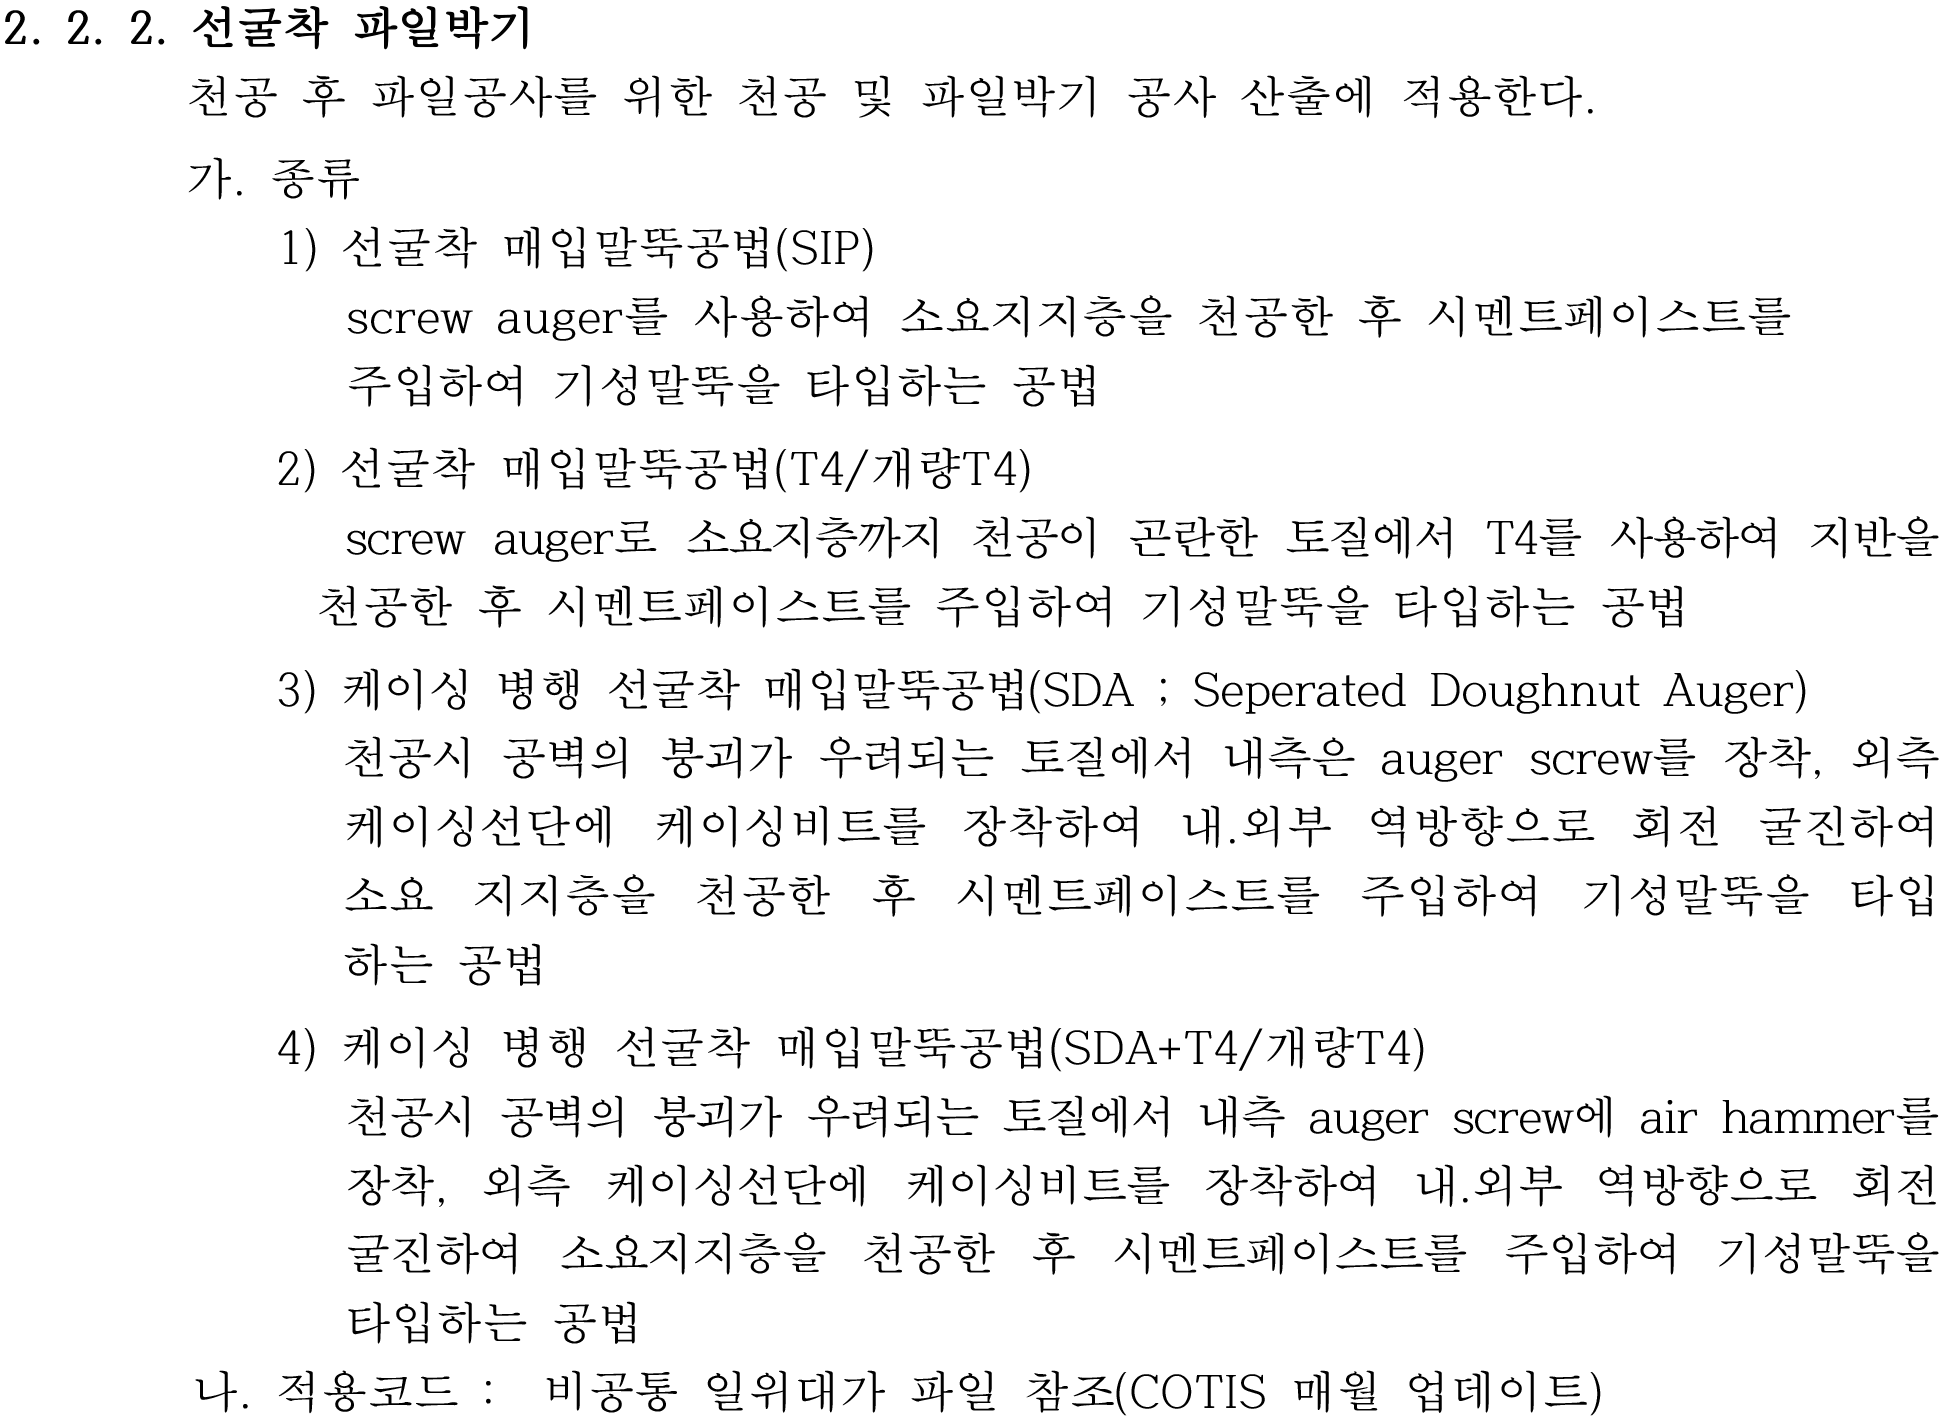 2. 2. 2. 선굴착 파일박기
천공 후 파일공사를 위한 천공 및 파일박기 공사 산출에 적용한다.
가. 종류
1) 선굴착 매입말뚝공법(SIP)
screw auger를 사용하여 소요지지층을 천공한 후 시멘트페이스트를
주입하여 기성말뚝을 타입하는 공법
2) 선굴착 매입말뚝공법(T4/개량T4)
screw auger로 소요지층까지 천공이 곤란한 토질에서 T4를 사용하여 지반을
천공한 후 시멘트페이스트를 주입하여 기성말뚝을 타입하는 공법
3) 케이싱 병행 선굴착 매입말뚝공법(SDA ; Seperated Doughnut Auger)
천공시 공벽의 붕괴가 우려되는 토질에서 내측은 auger screw를 장착, 외측
케이싱선단에 케이싱비트를 장착하여 내.외부 역방향으로 회전 굴진하여
소요 지지층을 천공한 후 시멘트페이스트를 주입하여 기성말뚝을 타입
하는 공법
4) 케이싱 병행 선굴착 매입말뚝공법(SDA+T4/개량T4)
천공시 공벽의 붕괴가 우려되는 토질에서 내측 auger screw에 air hammer를
장착, 외측 케이싱선단에 케이싱비트를 장착하여 내.외부 역방향으로 회전
굴진하여 소요지지층을 천공한 후 시멘트페이스트를 주입하여 기성말뚝을
타입하는 공법
나. 적용코드 : 비공통 일위대가 파일 참조(COTIS 매월 업데이트)